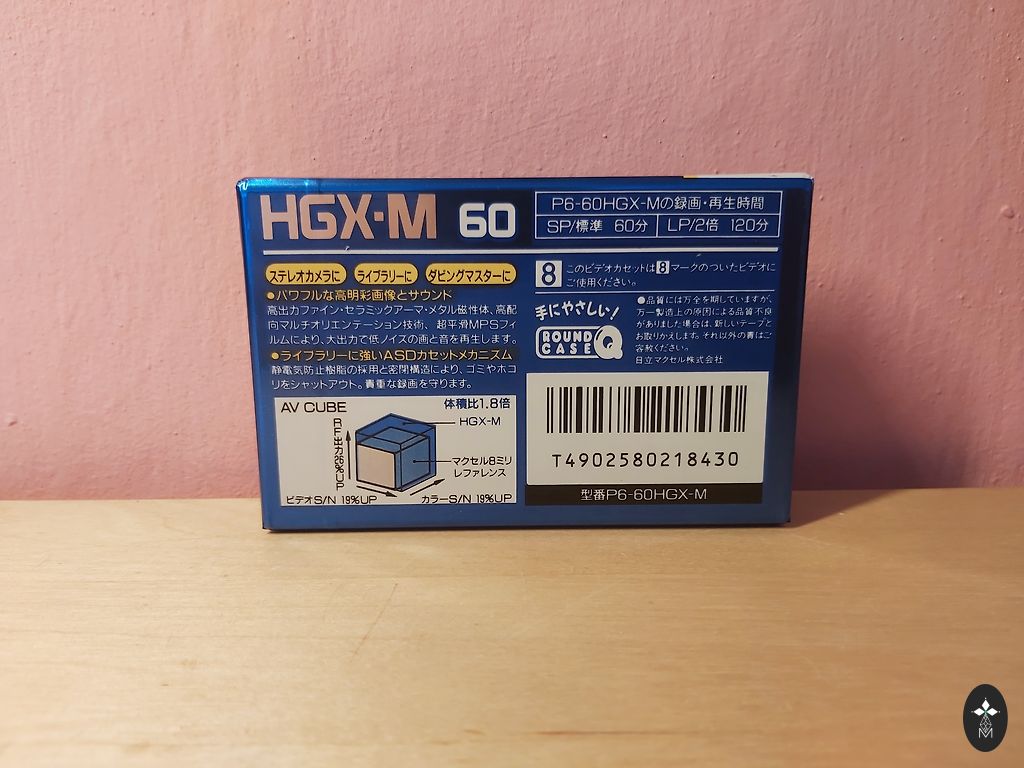 HGX·M 60
P6-60HGX-Mの録画・再生時間
SP/標準 60分 LP/2倍 120分
ステレオカメラに ライブラリーに ダビングマスターに
●パワフルな高明彩画像とサウンド
高出力ファイン・セラミックアーマ・メタル磁性体、高配
向マルチオリエンテーション技術、超平滑MPSフィ
ルムにより、大出力で低ノイズの画と音を再生します。
●ライブラリーに強いASDカセットメカニズム
静電気防止樹脂の採用と密閉構造により、ゴミやホコ
リをシャットアウト。貴重な録画を守ります。
8 このビデオカセットは8マークのついたビデオに
ご使用ください。
手にやさしい!
ROUND
CASE
●品質には万全を期していますが、
万一製造上の原因による品質不良
がありました場合は、新しいテープと
お取りかえします。それ以外の責はご
容赦ください。
日立マクセル株式会社
AV CUBE 体積比1.8倍
HGX-M
RF出力26%UP
マクセル8ミリ
レファレンス
ビデオS/N 19%UP カラーS/N 19%UP
T4902580218430
型番P6-60HGX-M
M